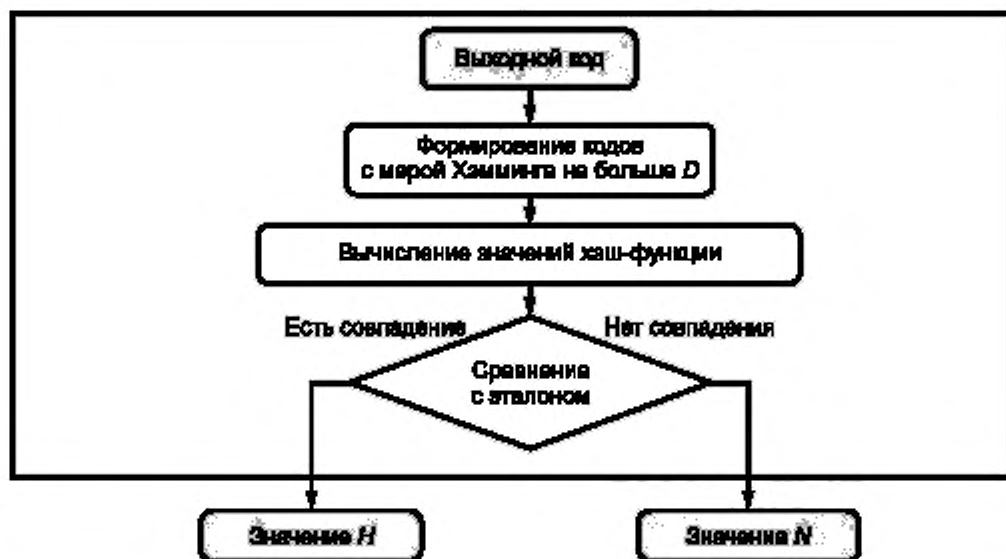 Выходной код
Формирование кодов
с мерой Хэмминга не больше D
Вычисление значений хэш-функции
Есть совпадение
Нет совпадения
Сравнение
с эталоном
Значение H
Значение N